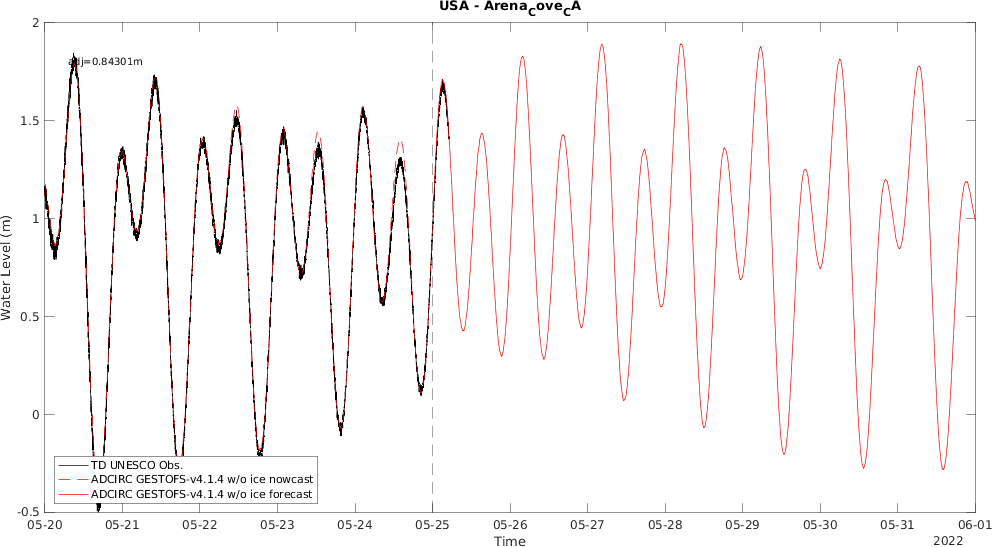 USA - ArenaCoveCA
adj=0.84301m
2
1.5
1
0.5
0
-0.5
Water Level (m)
TD UNESCO Obs.
ADCIRC GESTOFS-v4.1.4 w/o ice nowcast
ADCIRC GESTOFS-v4.1.4 w/o ice forecast
05-20 05-21 05-22 05-23 05-24 05-25 05-26 05-27 05-28 05-29 05-30 05-31 06-01
Time
2022